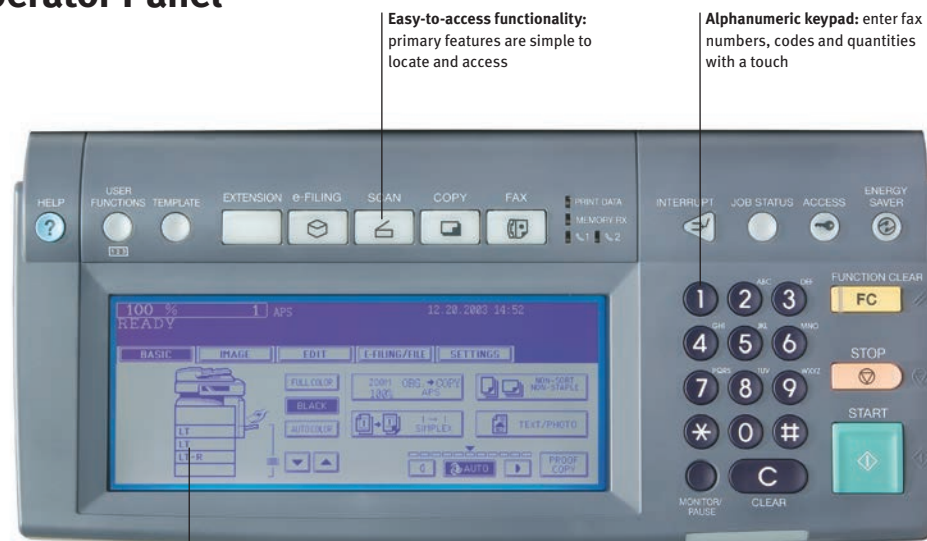 Easy-to-access functionality:
primary features are simple to
locate and access
Alphanumeric keypad: enter fax
numbers, codes and quantities
with a touch
HELP
?
USER
FUNCTIONS
TEMPLATE
EXTENSION
e-FILING
SCAN
COPY
FAX
PRINT DATA
MEMORY RX
1 2
INTERRUPT
JOB STATUS
ACCESS
ENERGY
SAVER
100 % 1 APS 12.20.2003 14:52
READY
BASIC
IMAGE
EDIT
E-FILING/FILE
SETTINGS
FULL COLOR
BLACK
AUTO COLOR
LT
LT
LT-R
100%
ORG.→COPY
APS
NON-SORT
NON-STAPLE
1→1
SIMPLEX
TEXT/PHOTO
AUTO
PROOF
COPY
1
2 ABC
3 DEF
4 GHI
5 JKL
6 MNO
7 PQRS
8 TUV
9 WXYZ
*
0
#
MONITOR/
PAUSE
C
CLEAR
FUNCTION CLEAR
FC
STOP
START